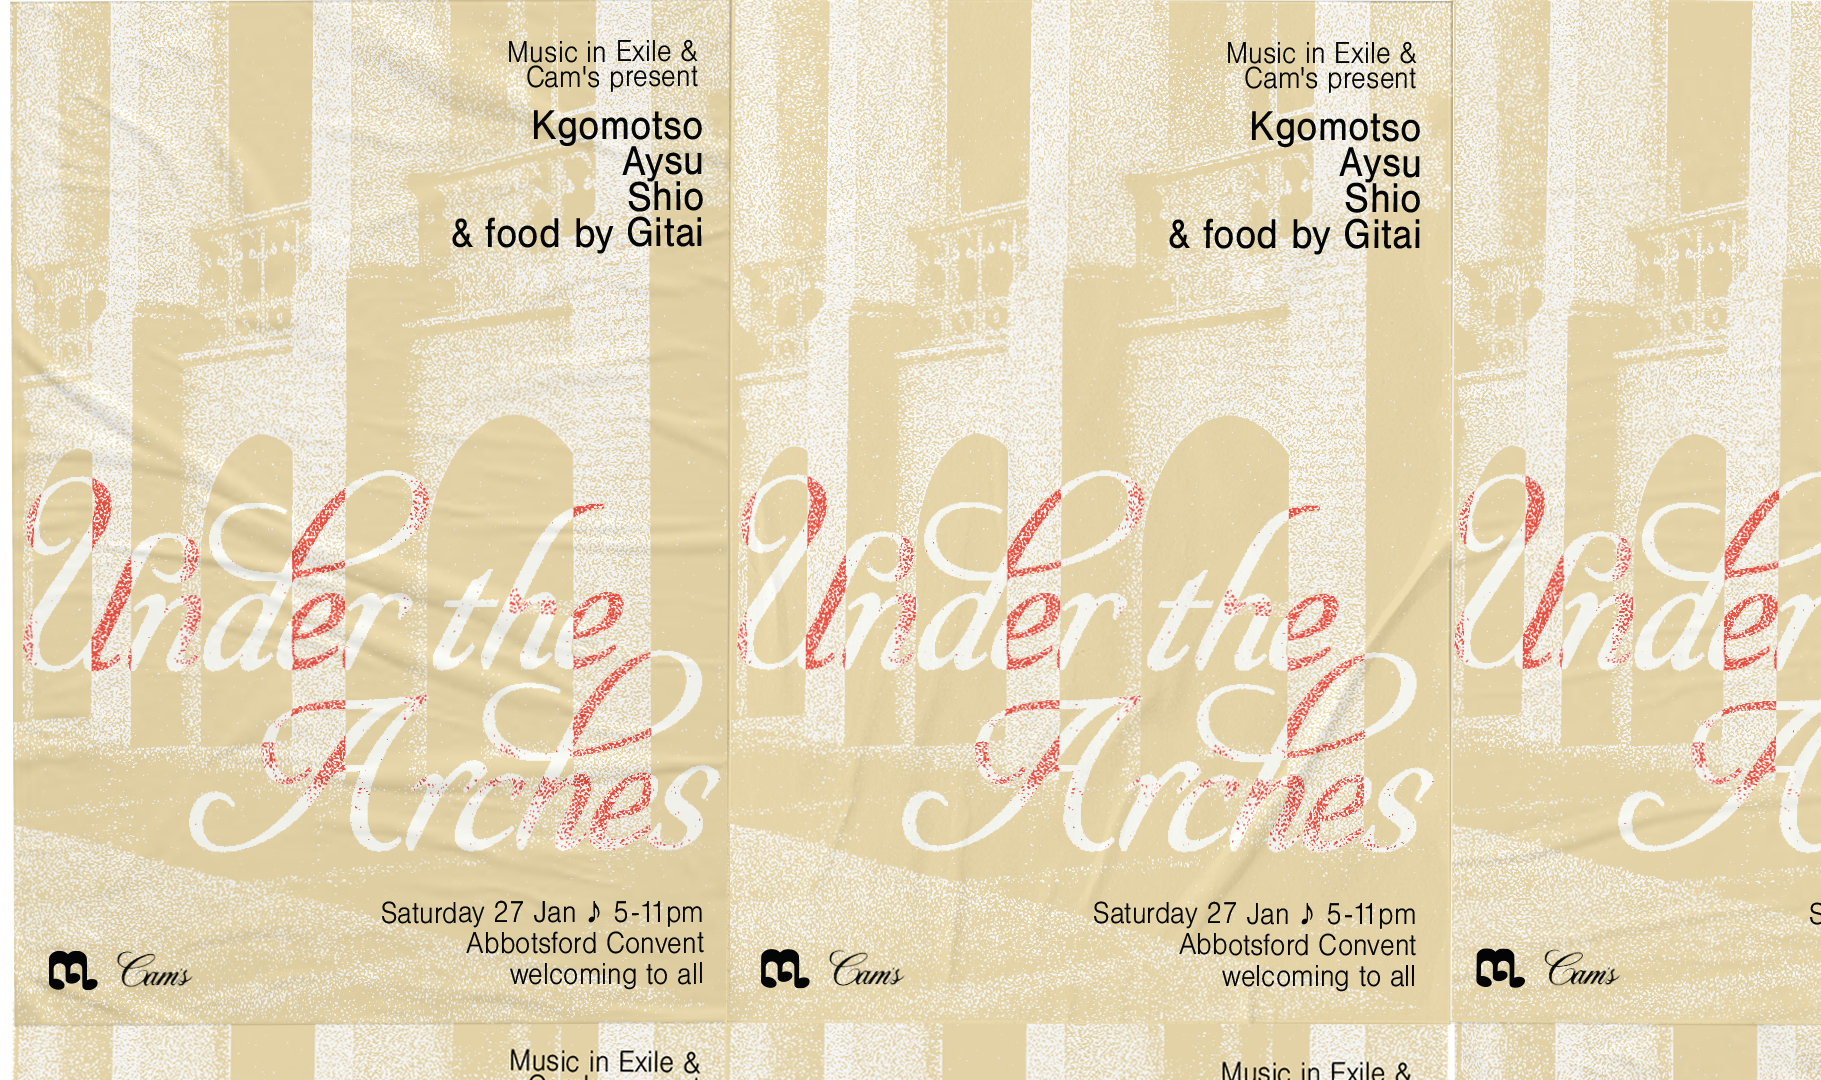 Music in Exile &
Cam's present
Kgomotso
Aysu
Shio
& food by Gitai
Under the
Arches
Saturday 27 Jan ♪ 5-11pm
Abbotsford Convent
welcoming to all
Cam's
Music in Exile &
Cam's present
Kgomotso
Aysu
Shio
& food by Gitai
Under the
Arches
Saturday 27 Jan ♪ 5-11pm
Abbotsford Convent
welcoming to all
Cam's
Under
A
S
Cam's
Music in Exile &
Music in Exile &